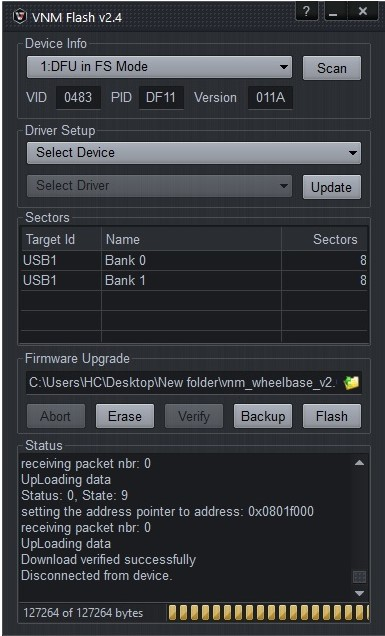 VNM Flash v2.4
?
Device Info
1:DFU in FS Mode
Scan
VID 0483 PID DF11 Version 011A
Driver Setup
Select Device
Select Driver
Update
Sectors
Target Id Name Sectors
USB1 Bank 0 8
USB1 Bank 1 8
Firmware Upgrade
C:\Users\HC\Desktop\New folder\vnm_wheelbase_v2.
Abort Erase Verify Backup Flash
Status
receiving packet nbr: 0
UpLoading data
Status: 0, State: 9
setting the address pointer to address: 0x0801f000
receiving packet nbr: 0
UpLoading data
Download verified successfully
Disconnected from device.
127264 of 127264 bytes